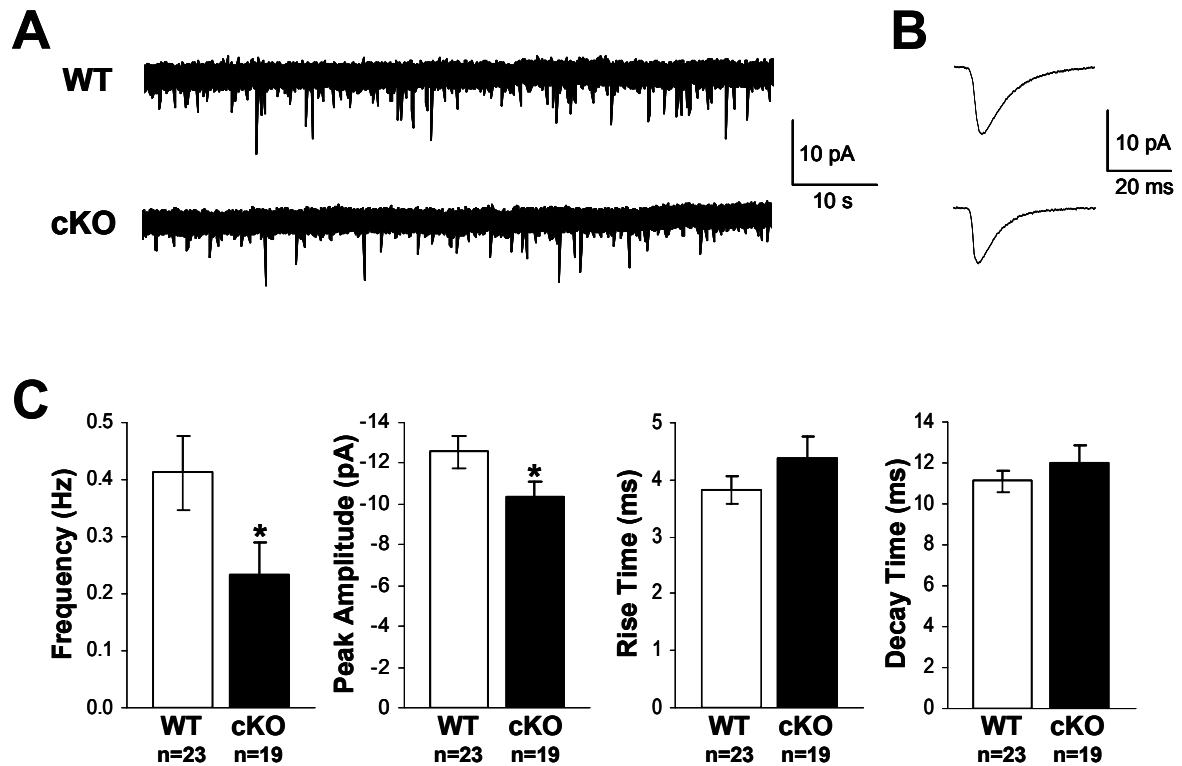 A
B
WT
10 pA
10 s
10 pA
20 ms
cKO
C
Frequency (Hz)
0.5
0.4
0.3
0.2
0.1
0.0
*
WT
cKO
n=23
n=19
Peak Amplitude (pA)
-14
-12
-10
-8
-6
-4
-2
0
*
WT
cKO
n=23
n=19
Rise Time (ms)
5
4
3
2
1
0
WT
cKO
n=23
n=19
Decay Time (ms)
14
12
10
8
6
4
2
0
WT
cKO
n=23
n=19